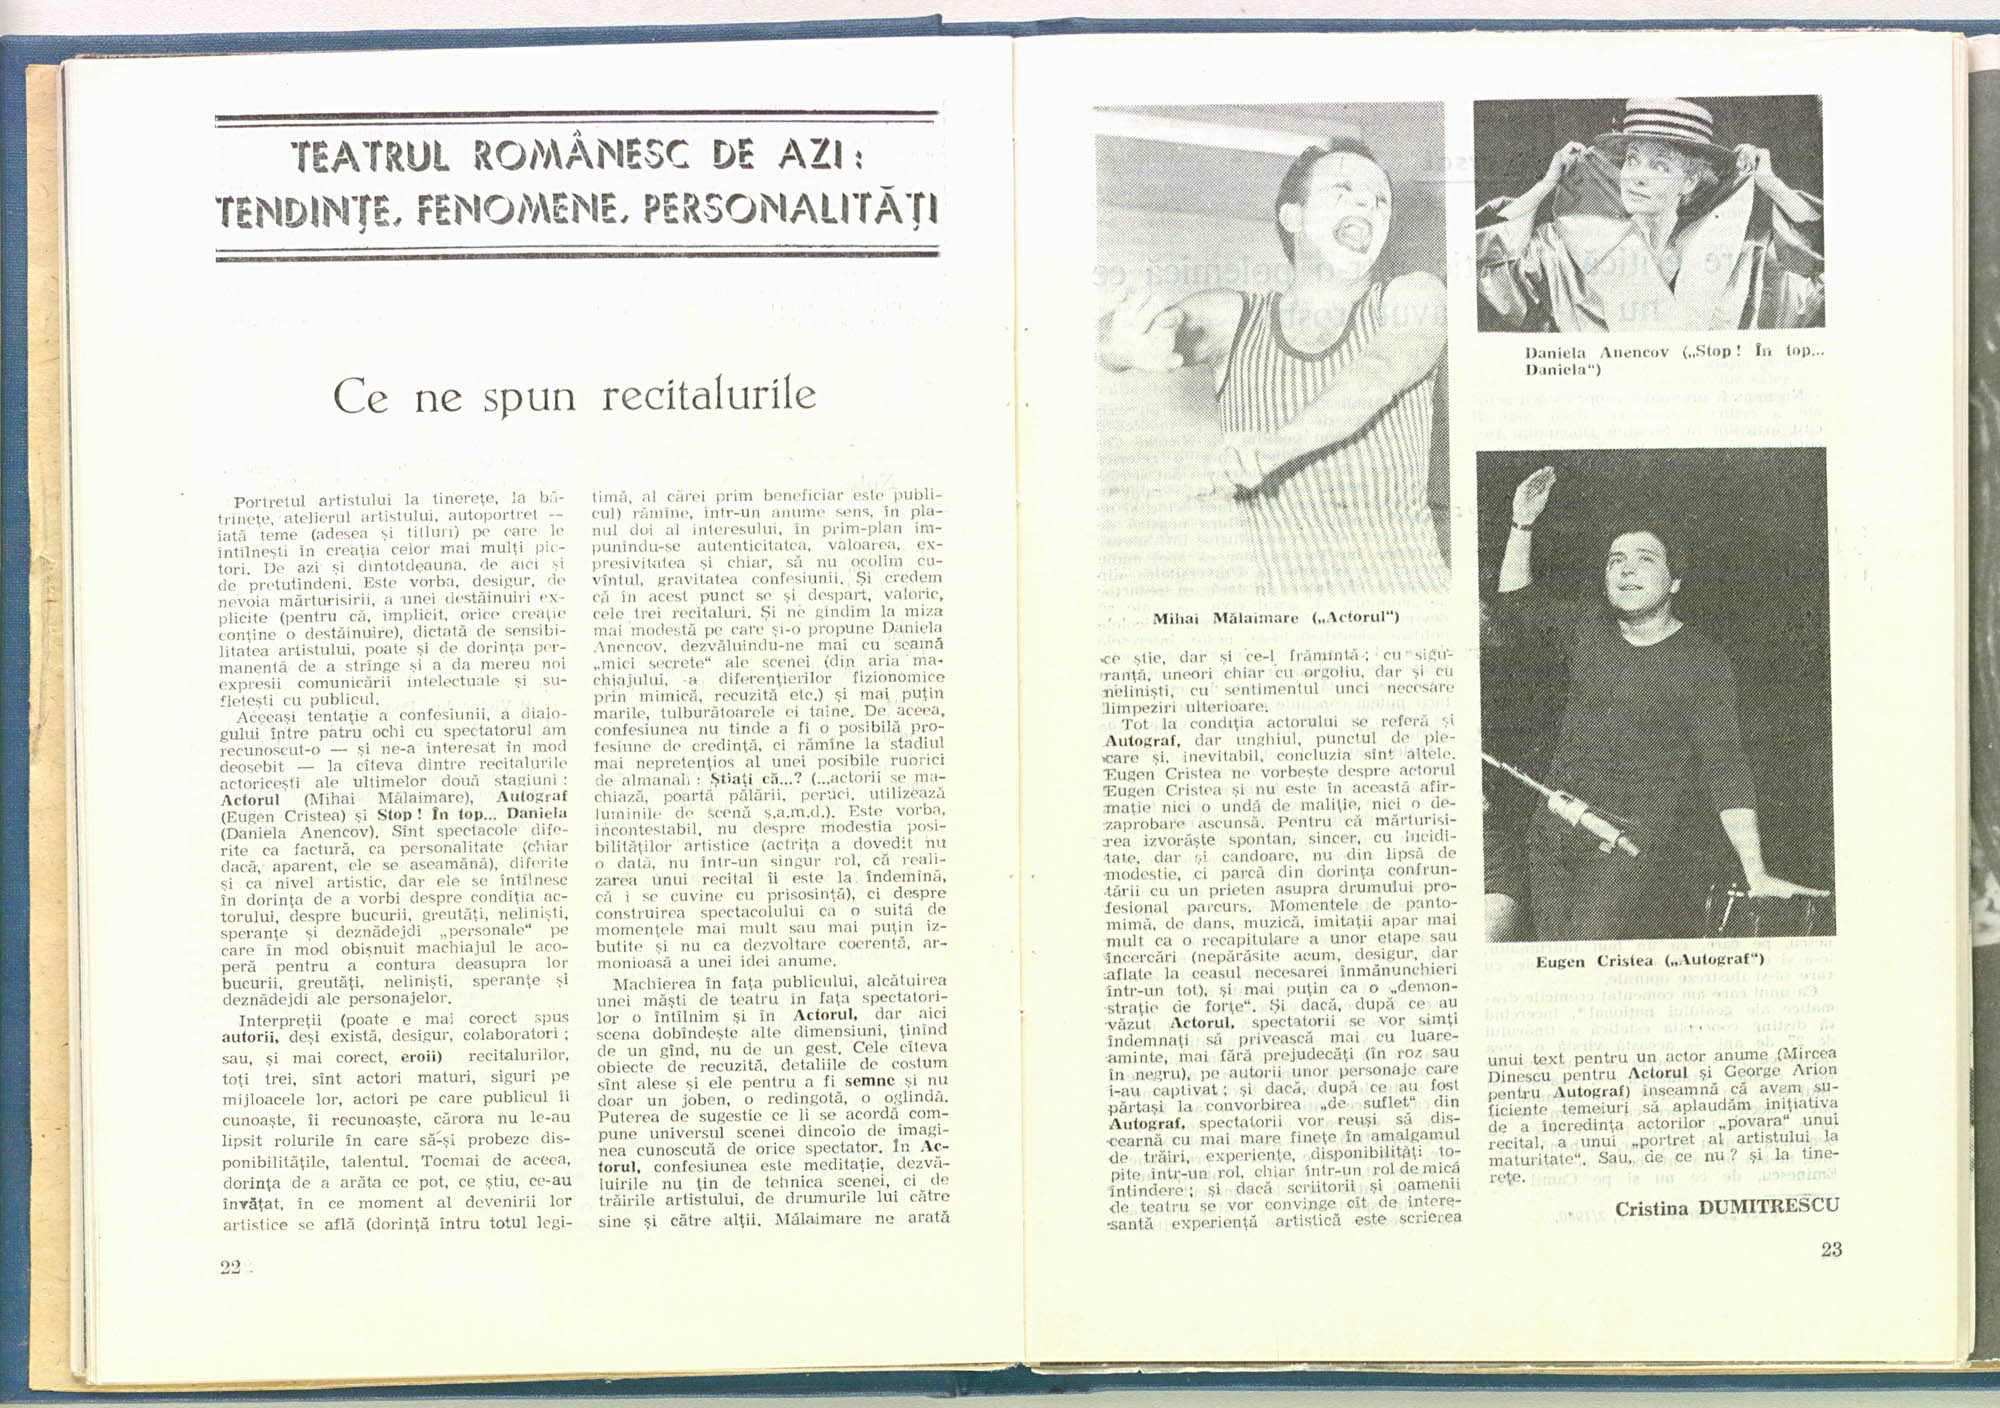 TEATRUL ROMÂNESC DE AZI :
TENDINȚE, FENOMENE, PERSONALITĂȚI
Ce ne spun recitalurile
Portretul artistului la tinerețe, la bă-
trînețe, atelierul artistului, autoportret —
iată teme (adesea și titluri) pe care le
întîlnești în creația celor mai mulți pic-
tori. De azi și dintotdeauna, de aici și
de pretutindeni. Este vorba, desigur, de
nevoia mărturisirii, a unei destăinuiri ex-
plicite (pentru că, implicit, orice creație
conține o destăinuire), dictată de sensibi-
litatea artistului, poate și de dorința per-
manentă de a strînge și a da mereu noi
expresii comunicării intelectuale și su-
fletești cu publicul.
Aceeași tentație a confesiunii, a dialo-
gului între patru ochi cu spectatorul am
recunoscut-o — și ne-a interesat în mod
deosebit — la cîteva dintre recitalurile
actoricești ale ultimelor două stagiuni :
Actorul (Mihai Mălaimare), Autograf
(Eugen Cristea) și Stop ! În top... Daniela
(Daniela Anencov). Sînt spectacole dife-
rite ca factură, ca personalitate (chiar
dacă, aparent, ele se aseamănă), diferite
și ca nivel artistic, dar ele se întîlnesc
în dorința de a vorbi despre condiția ac-
torului, despre bucurii, greutăți, neliniști,
speranțe și deznădejdi „personale“ pe
care în mod obișnuit machiajul le aco-
peră pentru a contura deasupra lor
bucurii, greutăți, neliniști, speranțe și
deznădejdi ale personajelor.
Interpreții (poate e mai corect spus
autorii, deși există, desigur, colaboratori ;
sau, și mai corect, eroii) recitalurilor,
toți trei, sînt actori maturi, siguri pe
mijloacele lor, actori pe care publicul îi
cunoaște, îi recunoaște, cărora nu le-au
lipsit rolurile în care să-și probeze dis-
ponibilitățile, talentul. Tocmai de aceea,
dorința de a arăta ce pot, ce știu, ce-au
învățat, în ce moment al devenirii lor
artistice se află (dorință întru totul legi-
timă, al cărei prim beneficiar este publi-
cul) rămîne, într-un anume sens, în pla-
nul doi al interesului, în prim-plan im-
punîndu-se autenticitatea, valoarea, ex-
presivitatea și chiar, să nu ocolim cu-
vîntul, gravitatea confesiunii. Și credem
că în acest punct se și despart, valoric,
cele trei recitaluri. Și ne gîndim la miza
mai modestă pe care și-o propune Daniela
Anencov, dezvăluindu-ne mai cu seamă
„mici secrete“ ale scenei (din aria ma-
chiajului, a diferențierilor fizionomice
prin mimică, recuzită etc.) și mai puțin
marile, tulburătoarele ei taine. De aceea,
confesiunea nu tinde a fi o posibilă pro-
fesiune de credință, ci rămîne la stadiul
mai nepretențios al unei posibile rubrici
de almanah : Știați că...? (...actorii se ma-
chiază, poartă pălării, peruci, utilizează
luminile de scenă ș.a.m.d.). Este vorba,
incontestabil, nu despre modestia posi-
bilităților artistice (actrița a dovedit nu
o dată, nu într-un singur rol, că reali-
zarea unui recital îi este la îndemînă,
că i se cuvine cu prisosință), ci despre
construirea spectacolului ca o suită de
momente mai mult sau mai puțin iz-
butite și nu ca dezvoltare coerentă, ar-
monioasă a unei idei anume.
Machierea în fața publicului, alcătuirea
unei măști de teatru în fața spectatori-
lor o întîlnim și în Actorul, dar aici
scena dobîndește alte dimensiuni, ținînd
de un gînd, nu de un gest. Cele cîteva
obiecte de recuzită, detaliile de costum
sînt alese și ele pentru a fi semne și nu
doar un joben, o redingotă, o oglindă.
Puterea de sugestie ce li se acordă com-
pune universul scenei dincolo de imagi-
nea cunoscută de orice spectator. În Ac-
torul, confesiunea este meditație, dezvă-
luirile nu țin de tehnica scenei, ci de
trăirile artistului, de drumurile lui către
sine și către alții. Mălaimare ne arată
22
Mihai Mălaimare („Actorul“)
ce știe, dar și ce-l frămîntă ; cu sigu-
ranță, uneori chiar cu orgoliu, dar și cu
neliniști, cu sentimentul unei necesare
limpeziri ulterioare.
Tot la condiția actorului se referă și
Autograf, dar unghiul, punctul de ple-
care și, inevitabil, concluzia sînt altele.
Eugen Cristea ne vorbește despre actorul
Eugen Cristea și nu este în această afir-
mație nici o undă de maliție, nici o de-
zaprobare ascunsă. Pentru că mărturisi-
rea izvorăște spontan, sincer, cu lucidi-
tate, dar și candoare, nu din lipsă de
modestie, ci parcă din dorința confrun-
tării cu un prieten asupra drumului pro-
fesional parcurs. Momentele de panto-
mimă, de dans, muzică, imitații apar mai
mult ca o recapitulare a unor etape sau
încercări (nepărăsite acum, desigur, dar
aflate la ceasul necesarei înmănunchieri
într-un tot), și mai puțin ca o „demon-
strație de forțe“. Și dacă, după ce au
văzut Actorul, spectatorii se vor simți
îndemnați să privească mai cu luare-
aminte, mai fără prejudecăți (în roz sau
în negru), pe autorii unor personaje care
i-au captivat ; și dacă, după ce au fost
părtași la convorbirea „de suflet“ din
Autograf, spectatorii vor reuși să dis-
cearnă cu mai mare finețe în amalgamul
de trăiri, experiențe, disponibilități to-
pite într-un rol, chiar într-un rol de mică
întindere ; și dacă scriitorii și oamenii
de teatru se vor convinge cît de intere-
santă experiență artistică este scrierea
Daniela Anencov („Stop ! În top...
Daniela“)
Eugen Cristea („Autograf“)
unui text pentru un actor anume (Mircea
Dinescu pentru Actorul și George Arion
pentru Autograf) înseamnă că avem su-
ficiente temeiuri să aplaudăm inițiativa
de a încredința actorilor „povara“ unui
recital, a unui „portret al artistului la
maturitate“. Sau, de ce nu ? și la tine-
rețe.
Cristina DUMITRESCU
23